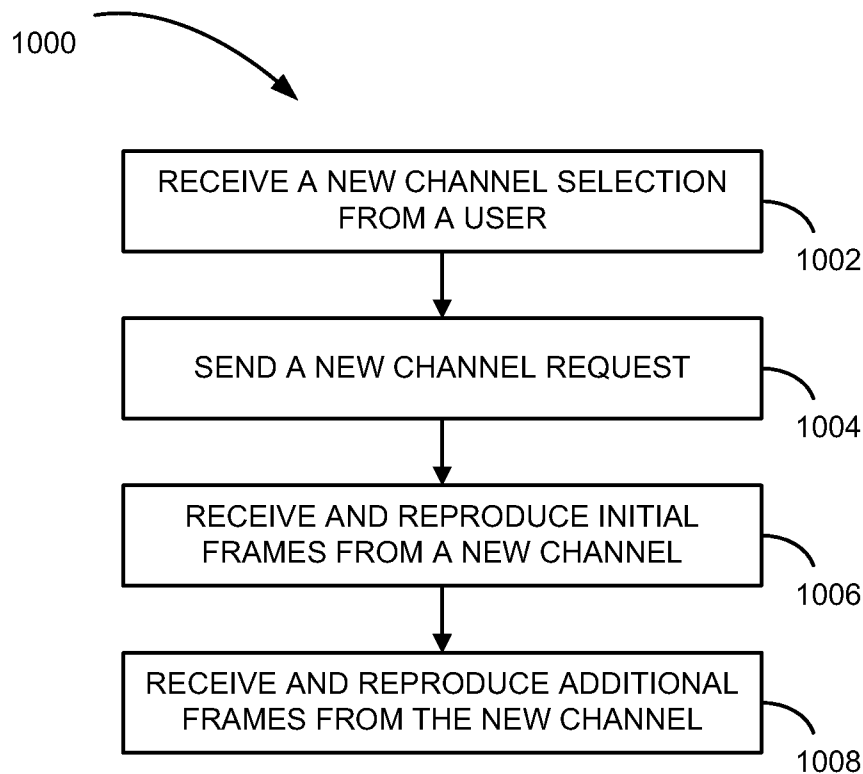 1000
RECEIVE A NEW CHANNEL SELECTION
FROM A USER
1002
SEND A NEW CHANNEL REQUEST
1004
RECEIVE AND REPRODUCE INITIAL
FRAMES FROM A NEW CHANNEL
1006
RECEIVE AND REPRODUCE ADDITIONAL
FRAMES FROM THE NEW CHANNEL
1008